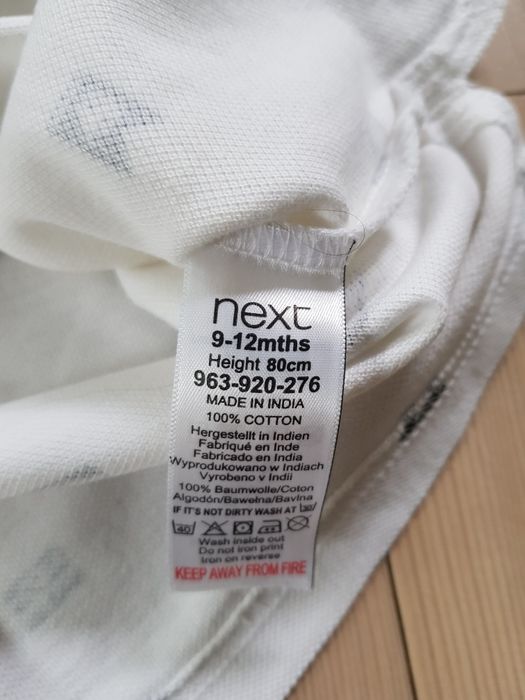 next
9-12mths
Height 80cm
963-920-276
MADE IN INDIA
100% COTTON
Hergestellt in Indien
Fabriqué en Inde
Fabricado en India
Wyprodukowano w Indiach
Vyrobeno v Indii
100% Baumwolle/Coton
Algodón/Bawełna/Bavlna
IF IT'S NOT DIRTY WASH AT 30/
40
Wash inside out
Do not iron print
Iron on reverse
KEEP AWAY FROM FIRE